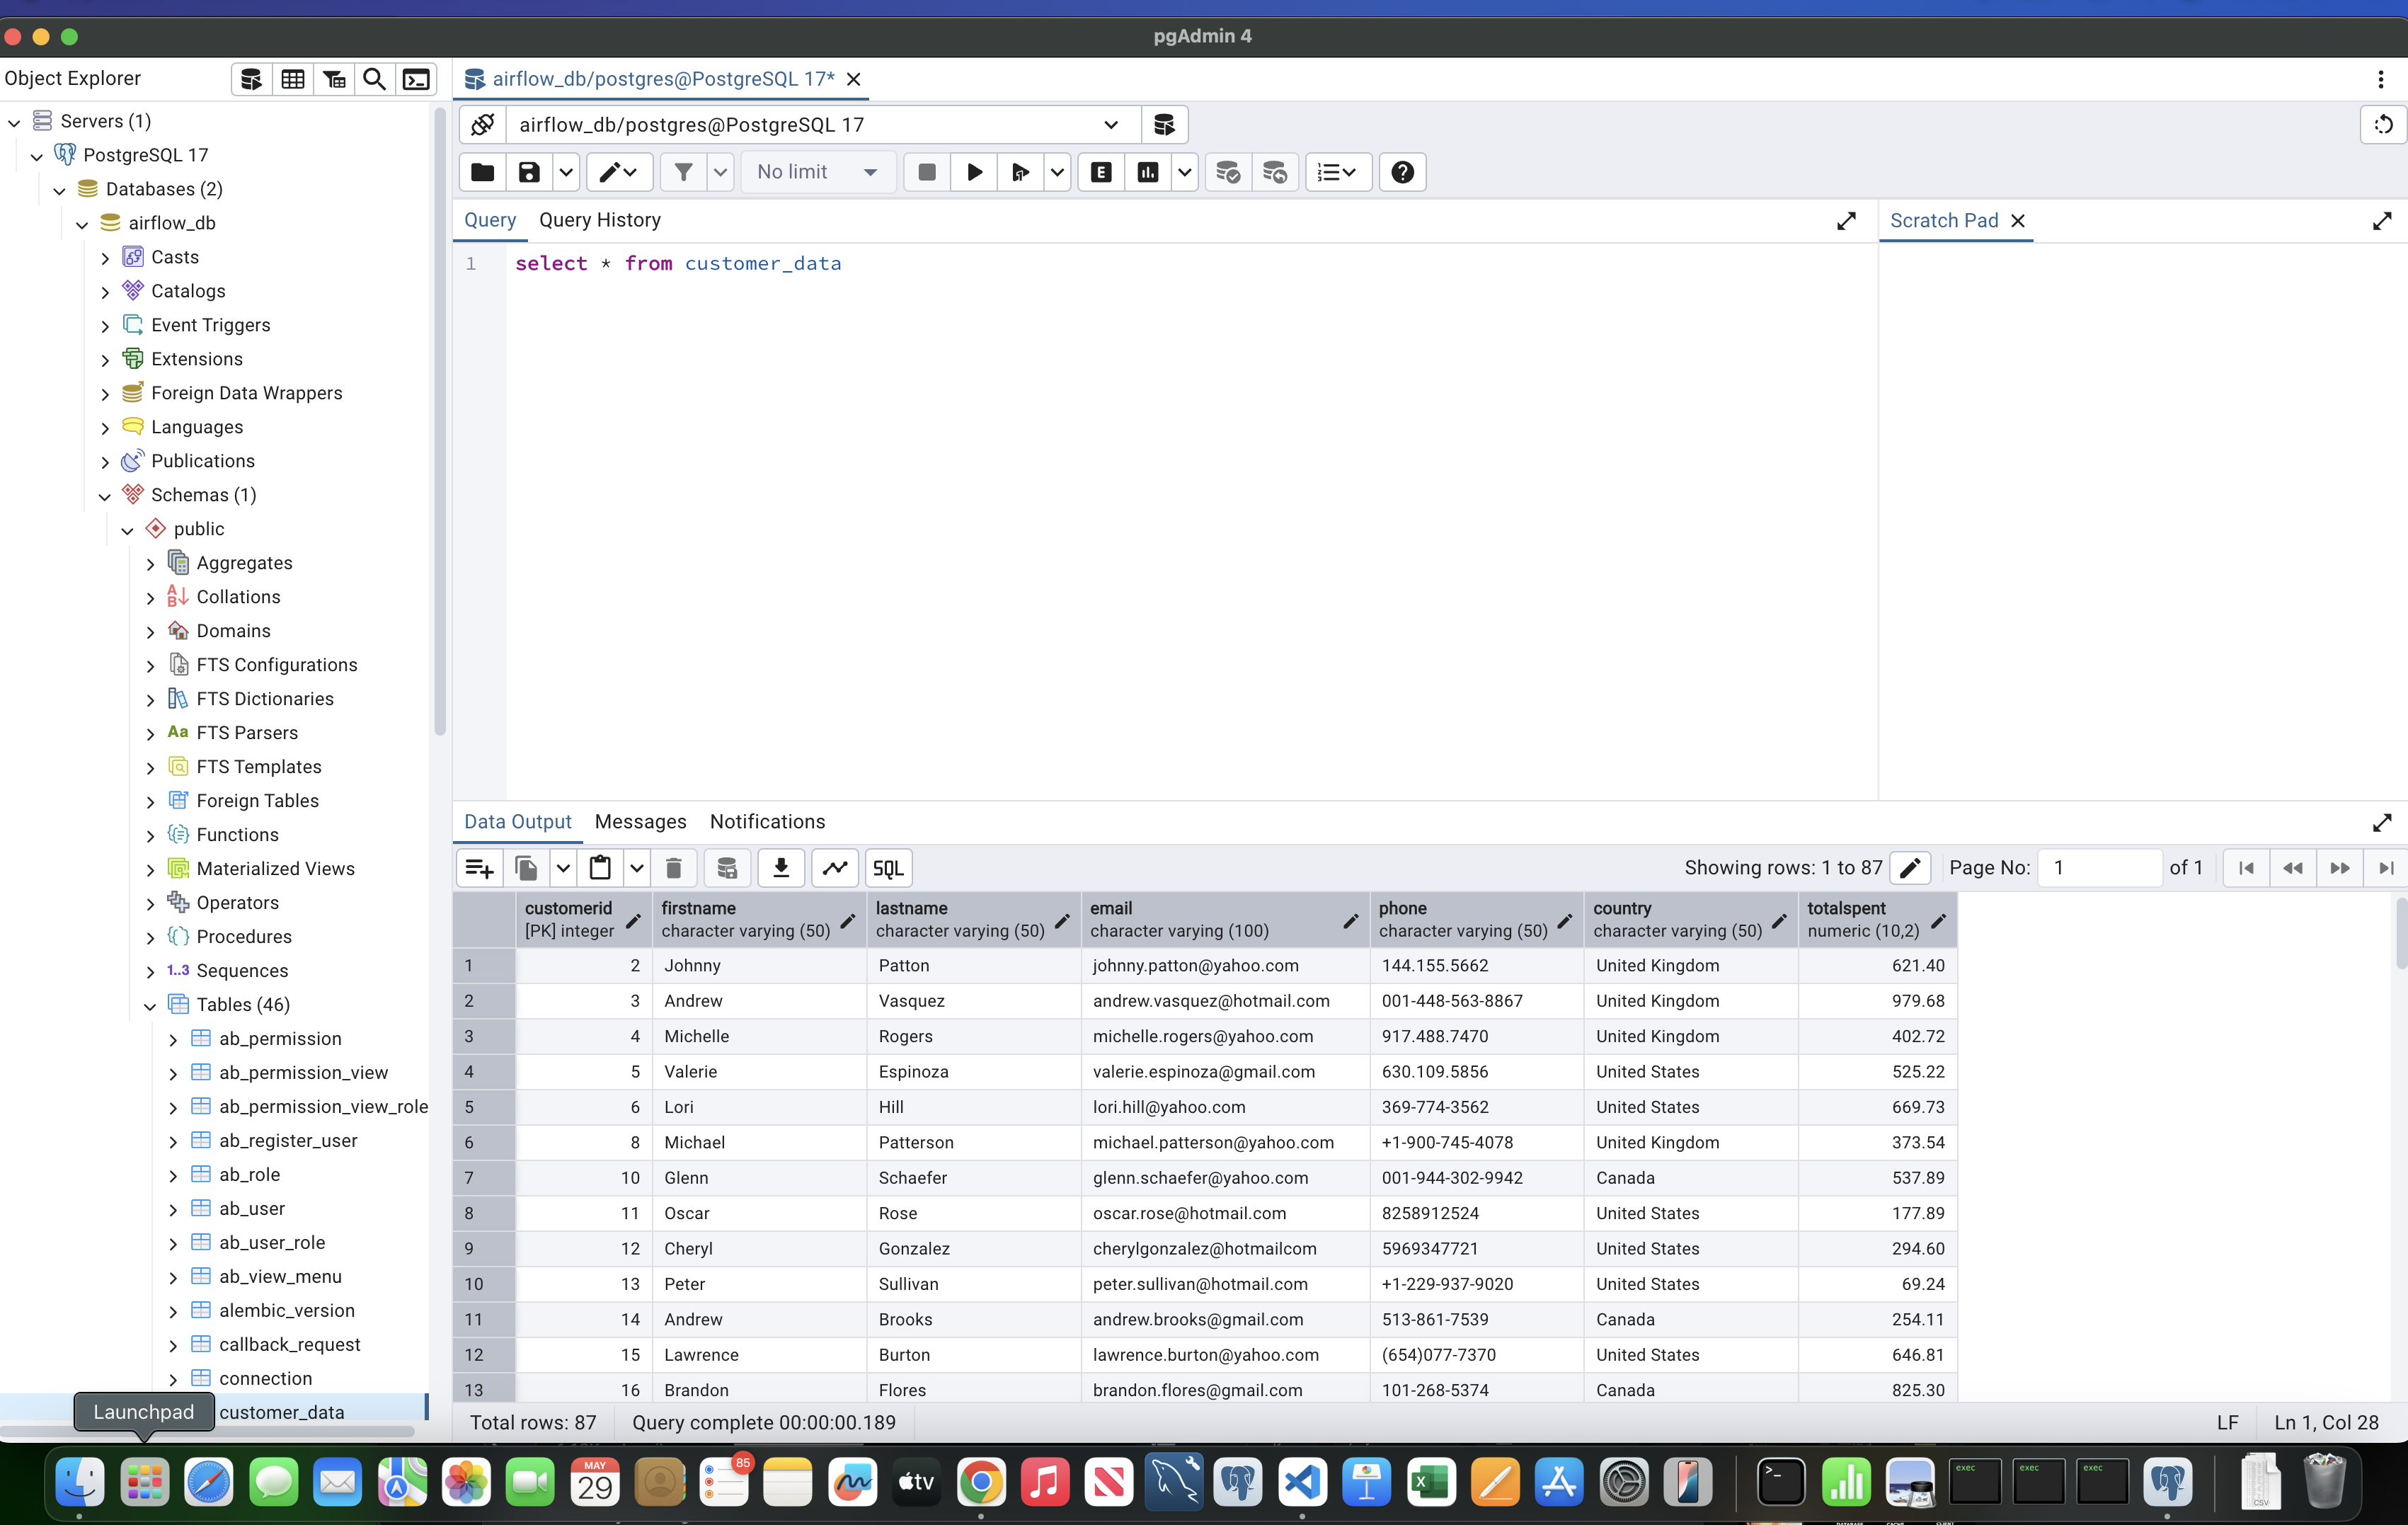 pgAdmin 4
Object Explorer
airflow_db/postgres@PostgreSQL 17*
airflow_db/postgres@PostgreSQL 17
No limit
E
Query
Query History
Scratch Pad
1 select * from customer_data
Servers (1)
PostgreSQL 17
Databases (2)
airflow_db
Casts
Catalogs
Event Triggers
Extensions
Foreign Data Wrappers
Languages
Publications
Schemas (1)
public
Aggregates
Collations
Domains
FTS Configurations
FTS Dictionaries
Aa FTS Parsers
FTS Templates
Foreign Tables
Functions
Materialized Views
Operators
Procedures
1..3 Sequences
Tables (46)
ab_permission
ab_permission_view
ab_permission_view_role
ab_register_user
ab_role
ab_user
ab_user_role
ab_view_menu
alembic_version
callback_request
connection
customer_data
Launchpad
Data Output
Messages
Notifications
SQL
Showing rows: 1 to 87
Page No: 1 of 1
customerid firstname lastname email phone country totalspent
[PK] integer character varying (50) character varying (50) character varying (100) character varying (50) character varying (50) numeric (10,2)
1 2 Johnny Patton johnny.patton@yahoo.com 144.155.5662 United Kingdom 621.40
2 3 Andrew Vasquez andrew.vasquez@hotmail.com 001-448-563-8867 United Kingdom 979.68
3 4 Michelle Rogers michelle.rogers@yahoo.com 917.488.7470 United Kingdom 402.72
4 5 Valerie Espinoza valerie.espinoza@gmail.com 630.109.5856 United States 525.22
5 6 Lori Hill lori.hill@yahoo.com 369-774-3562 United States 669.73
6 8 Michael Patterson michael.patterson@yahoo.com +1-900-745-4078 United Kingdom 373.54
7 10 Glenn Schaefer glenn.schaefer@yahoo.com 001-944-302-9942 Canada 537.89
8 11 Oscar Rose oscar.rose@hotmail.com 8258912524 United States 177.89
9 12 Cheryl Gonzalez cherylgonzalez@hotmailcom 5969347721 United States 294.60
10 13 Peter Sullivan peter.sullivan@hotmail.com +1-229-937-9020 United States 69.24
11 14 Andrew Brooks andrew.brooks@gmail.com 513-861-7539 Canada 254.11
12 15 Lawrence Burton lawrence.burton@yahoo.com (654)077-7370 United States 646.81
13 16 Brandon Flores brandon.flores@gmail.com 101-268-5374 Canada 825.30
Total rows: 87
Query complete 00:00:00.189
LF
Ln 1, Col 28
MAY
29
85
tv
exec
exec
exec
CSV